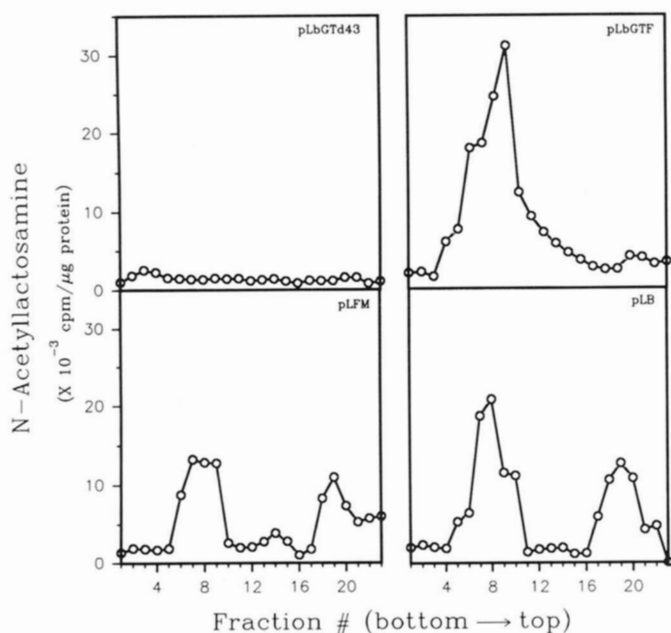 N-Acetyllactosamine
(X 10⁻³ cpm/μg protein)
pLbGTd43
pLbGTF
30
20
10
0
pLFM
pLB
30
20
10
0
4 8 12 16 20
4 8 12 16 20
Fraction # (bottom → top)